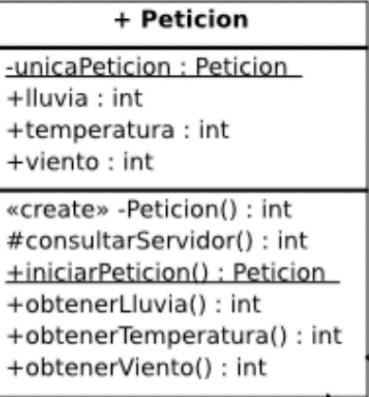 + Peticion
-unicaPeticion : Peticion
+lluvia : int
+temperatura : int
+viento : int
«create» -Peticion() : int
#consultarServidor() : int
+iniciarPeticion() : Peticion
+obtenerLluvia() : int
+obtenerTemperatura() : int
+obtenerViento() : int